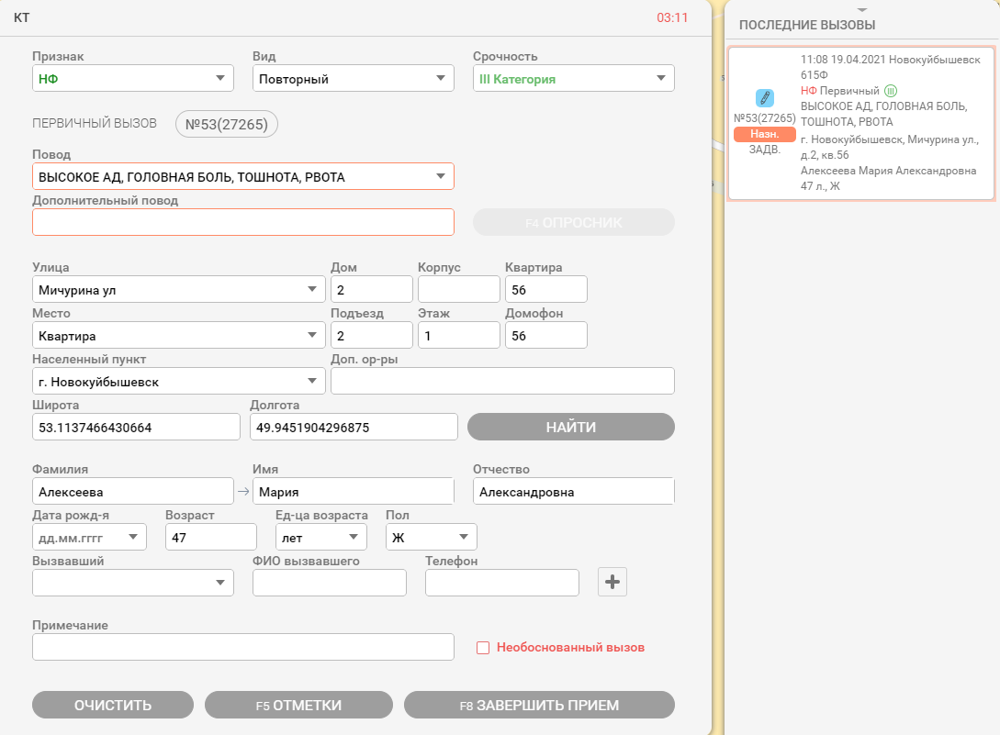 КТ
03:11
Признак
Вид
Срочность
НФ
Повторный
III Категория
ПЕРВИЧНЫЙ ВЫЗОВ
№53(27265)
Повод
ВЫСОКОЕ АД, ГОЛОВНАЯ БОЛЬ, ТОШНОТА, РВОТА
Дополнительный повод
F4 ОПРОСНИК
Улица
Дом
Корпус
Квартира
Мичурина ул
2
56
Место
Подъезд
Этаж
Домофон
Квартира
2
1
56
Населенный пункт
Доп. ор-ры
г. Новокуйбышевск
Широта
Долгота
53.1137466430664
49.9451904296875
НАЙТИ
Фамилия
Имя
Отчество
Алексеева
Мария
Александровна
Дата рожд-я
Возраст
Ед-ца возраста
Пол
дд.мм.гггг
47
лет
Ж
Вызвавший
ФИО вызвавшего
Телефон
Примечание
Необоснованный вызов
ОЧИСТИТЬ
F5 ОТМЕТКИ
F8 ЗАВЕРШИТЬ ПРИЕМ
ПОСЛЕДНИЕ ВЫЗОВЫ
№53(27265)
Назн.
ЗАДВ.
11:08 19.04.2021 Новокуйбышевск
615Ф
НФ Первичный III
ВЫСОКОЕ АД, ГОЛОВНАЯ БОЛЬ,
ТОШНОТА, РВОТА
г. Новокуйбышевск, Мичурина ул.,
д.2, кв.56
Алексеева Мария Александровна
47 л., Ж